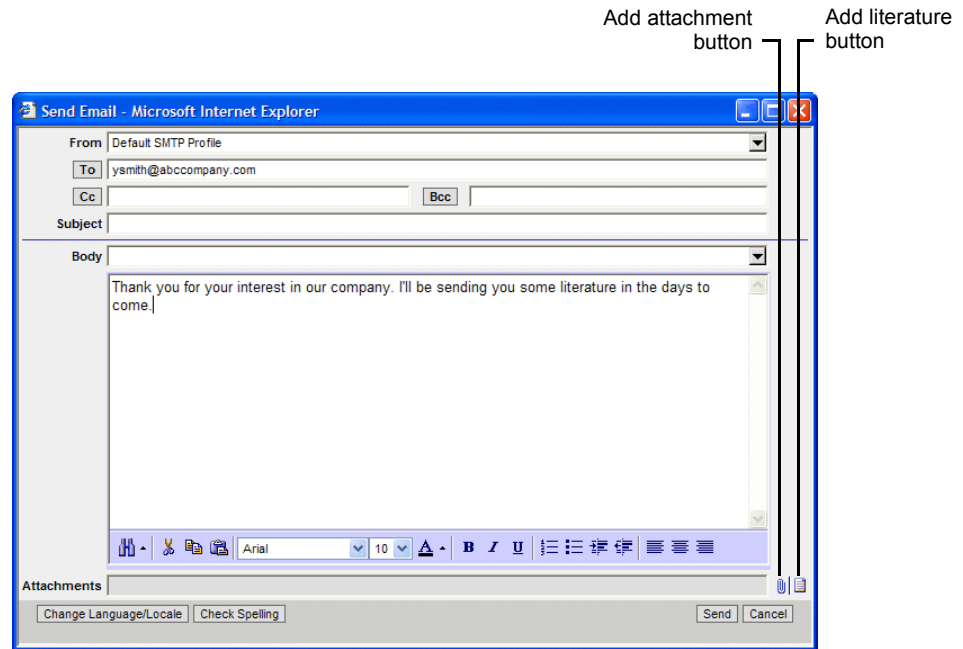 Add attachment button
Add literature button
Send Email - Microsoft Internet Explorer
From Default SMTP Profile
To ysmith@abccompany.com
Cc Bcc
Subject
Body
Thank you for your interest in our company. I'll be sending you some literature in the days to
come.
Arial 10 A B I U
Attachments
Change Language/Locale Check Spelling Send Cancel